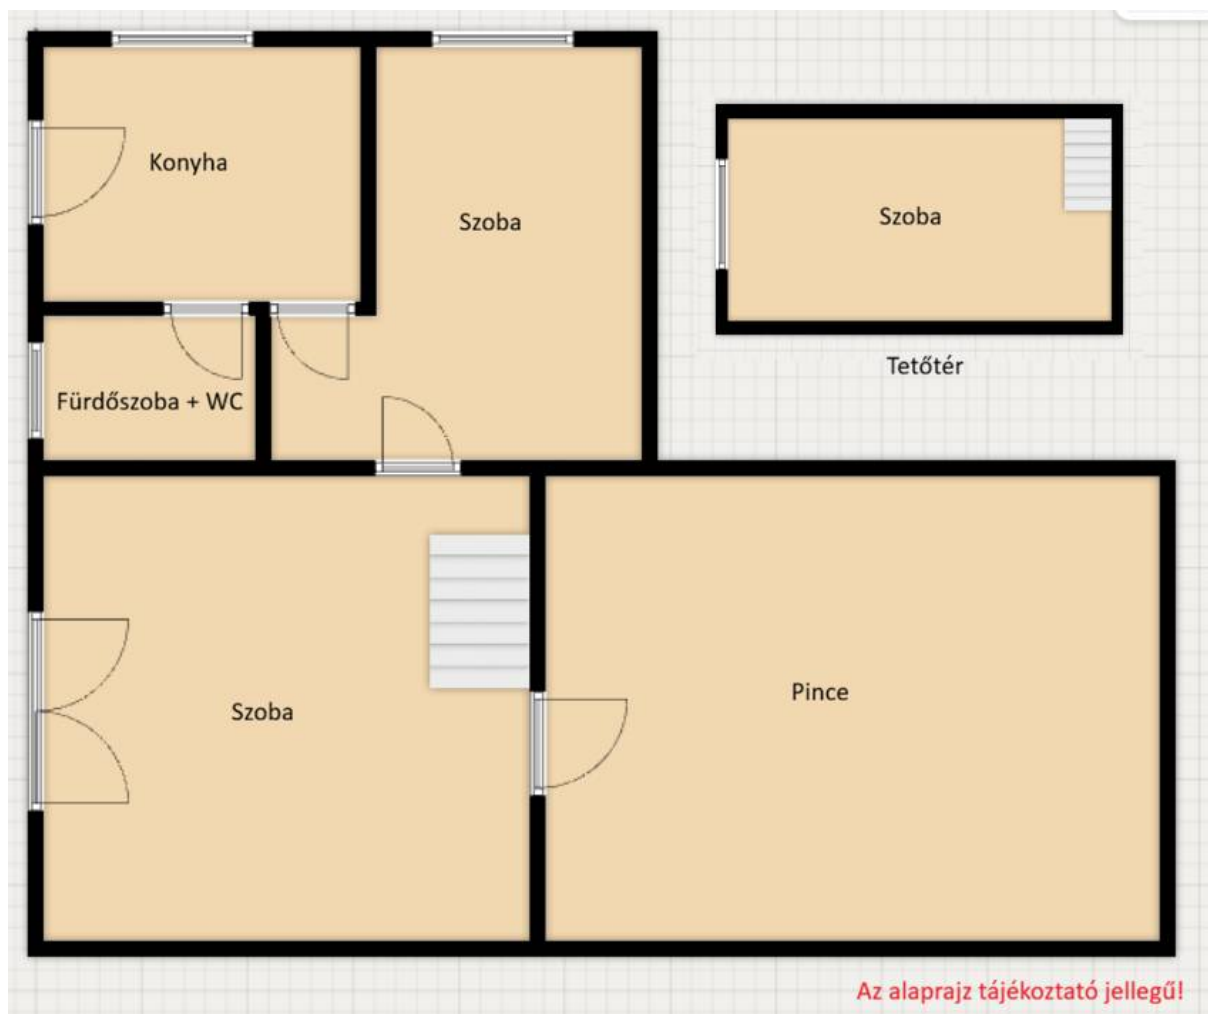 Konyha
Szoba
Szoba
Fürdőszoba + WC
Tetőtér
Szoba
Pince
Az alaprajz tájékoztató jellegű!